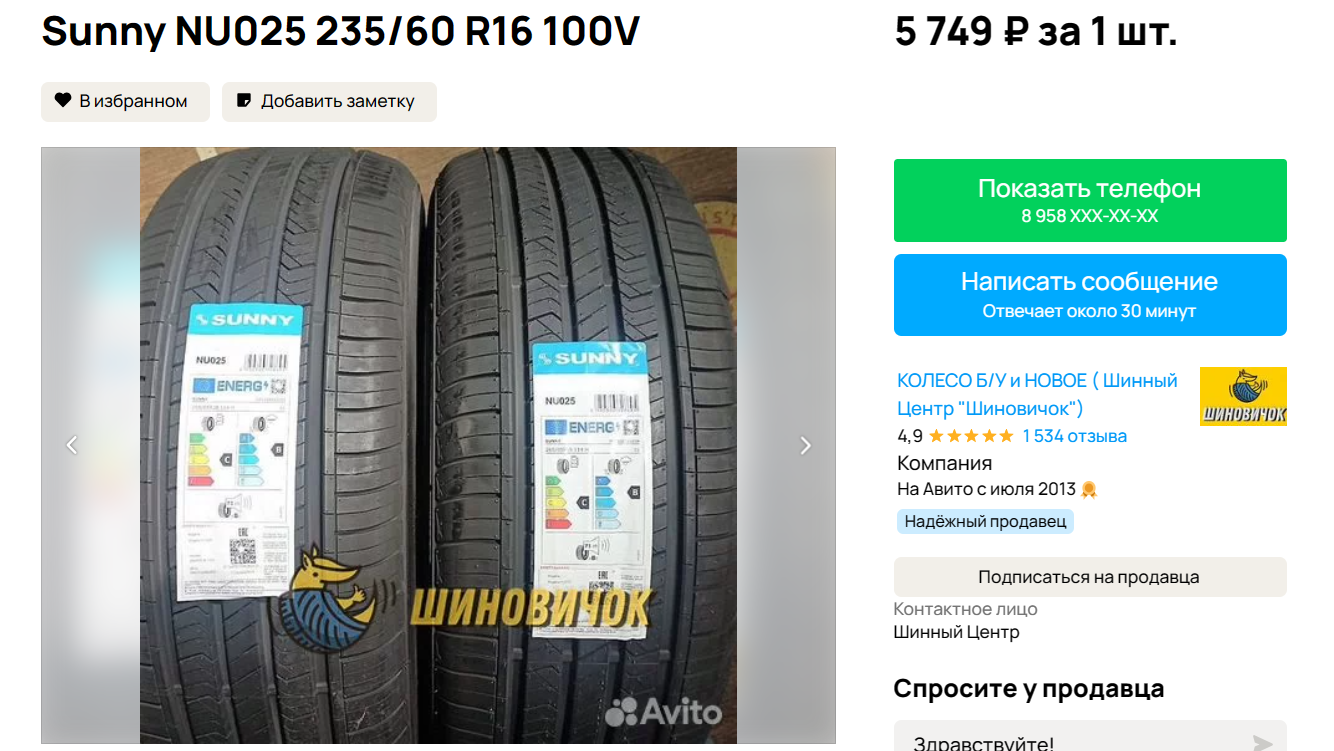 Sunny NU025 235/60 R16 100V
5 749 ₽ за 1 шт.
В избранном
Добавить заметку
Показать телефон
8 958 XXX-XX-XX
Написать сообщение
Отвечает около 30 минут
КОЛЕСО Б/У и НОВОЕ ( Шинный
Центр "Шиновичок")
ШИНОВИЧОК
4,9
1 534 отзыва
Компания
На Авито с июля 2013
Надёжный продавец
Подписаться на продавца
Контактное лицо
Шинный Центр
Спросите у продавца
Здравствуйте!
SUNNY
NU025
ENERG
C
B
SUNNY
NU025
ENERG
C
B
ШИНОВИЧОК
Avito